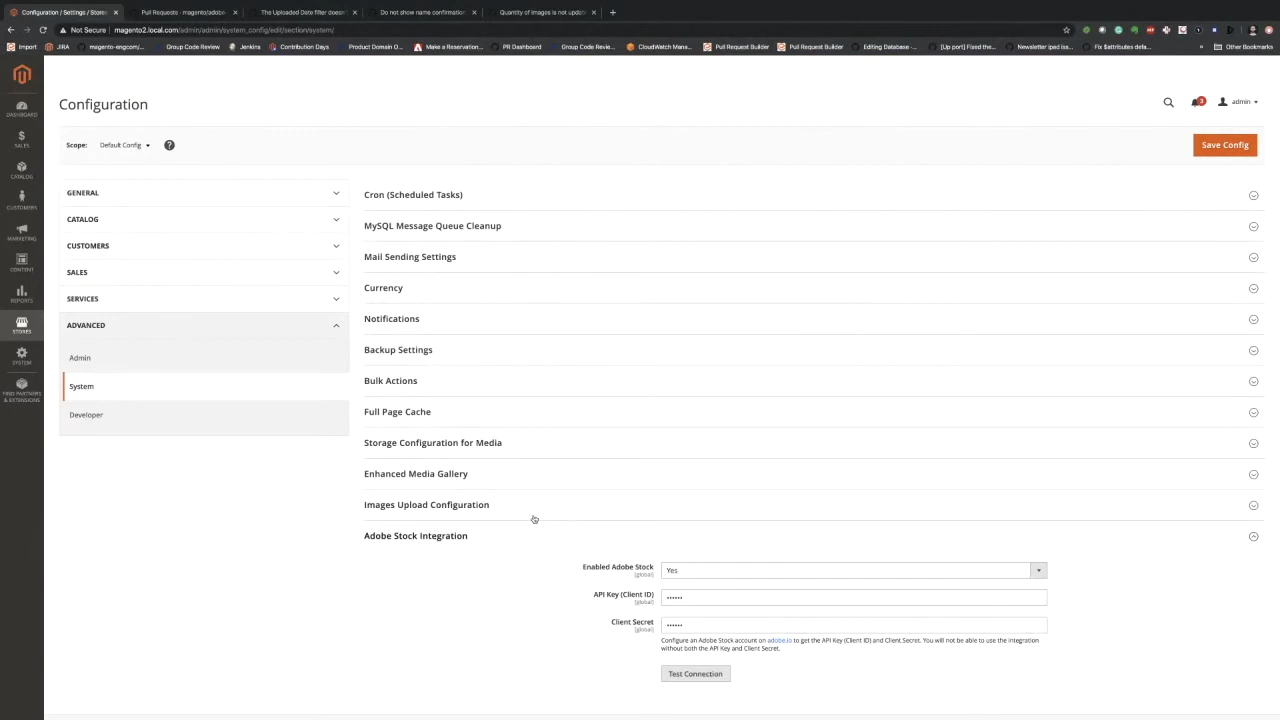 Configuration / Settings / Store
Pull Requests · magento/adobe-
The Uploaded Date filter doesn't
Do not show name confirmation
Quantity of images is not updat
Not Secure
magento2.local.com/admin/admin/system_config/edit/section/system/
Import
JIRA
magento-engcom/...
Group Code Review
Jenkins
Contribution Days
Product Domain O...
Make a Reservation...
PR Dashboard
Group Code Revie...
CloudWatch Mana...
Pull Request Builder
Pull Request Builder
Editing Database -...
[Up port] Fixed the...
Newsletter ipad iss...
Fix $attributes defa...
»
Other Bookmarks
DASHBOARD
SALES
CATALOG
CUSTOMERS
MARKETING
CONTENT
REPORTS
STORES
SYSTEM
FIND PARTNERS
& EXTENSIONS
Configuration
3
admin
Scope:
Default Config
?
Save Config
GENERAL
CATALOG
CUSTOMERS
SALES
SERVICES
ADVANCED
Admin
System
Developer
Cron (Scheduled Tasks)
MySQL Message Queue Cleanup
Mail Sending Settings
Currency
Notifications
Backup Settings
Bulk Actions
Full Page Cache
Storage Configuration for Media
Enhanced Media Gallery
Images Upload Configuration
Adobe Stock Integration
Enabled Adobe Stock
[global]
Yes
API Key (Client ID)
[global]
••••••
Client Secret
[global]
••••••
Configure an Adobe Stock account on adobe.io to get the API Key (Client ID) and Client Secret. You will not be able to use the integration
without both the API Key and Client Secret.
Test Connection